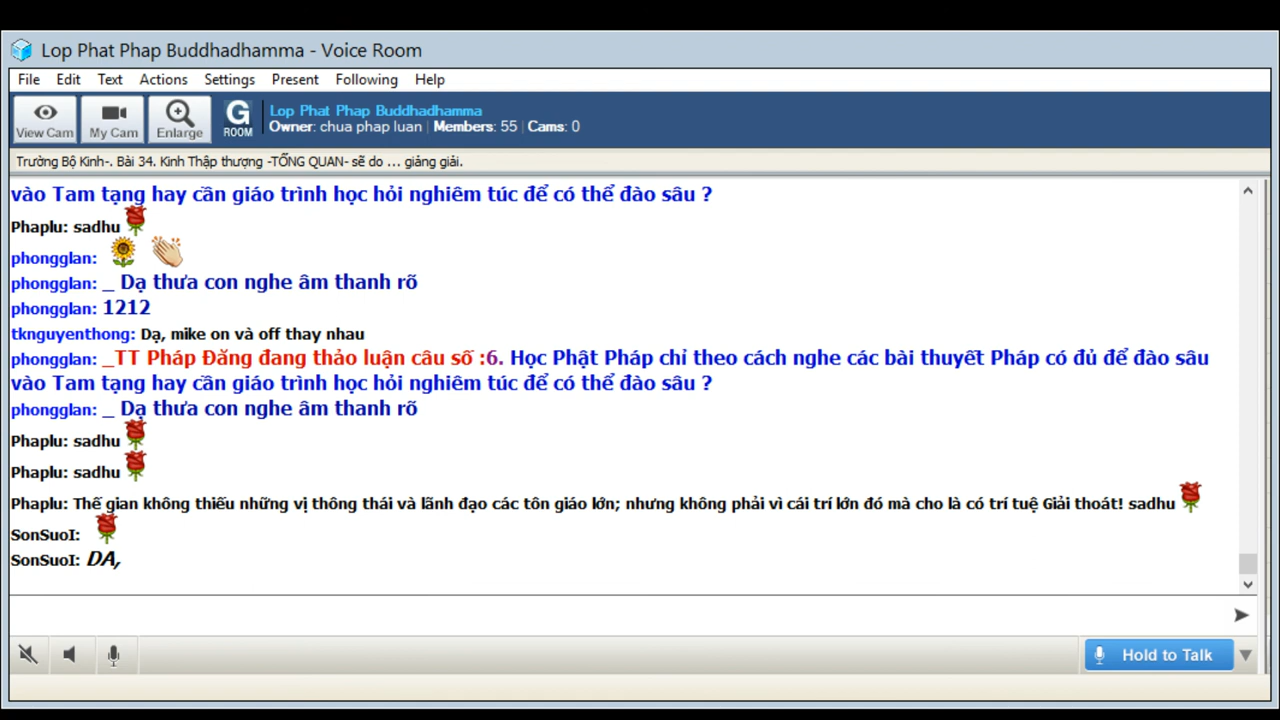 Lop Phat Phap Buddhadhamma - Voice Room
File Edit Text Actions Settings Present Following Help
View Cam My Cam Enlarge G ROOM
Lop Phat Phap Buddhadhamma
Owner: chua phap luan | Members: 55 | Cams: 0
Trường Bộ Kinh-. Bài 34. Kinh Thập thượng -TỔNG QUAN- sẽ do ... giảng giải.
vào Tam tạng hay cần giáo trình học hỏi nghiêm túc để có thể đào sâu ?
Phaplu: sadhu
phongglan:
phongglan: _ Dạ thưa con nghe âm thanh rõ
phongglan: 1212
tknguyenthong: Dạ, mike on và off thay nhau
phongglan: _TT Pháp Đăng đang thảo luận câu số :6. Học Phật Pháp chỉ theo cách nghe các bài thuyết Pháp có đủ để đào sâu
vào Tam tạng hay cần giáo trình học hỏi nghiêm túc để có thể đào sâu ?
phongglan: _ Dạ thưa con nghe âm thanh rõ
Phaplu: sadhu
Phaplu: sadhu
Phaplu: Thế gian không thiếu những vị thông thái và lãnh đạo các tôn giáo lớn; nhưng không phải vì cái trí lớn đó mà cho là có trí tuệ Giải thoát! sadhu
SonSuoI:
SonSuoI: DA,
Hold to Talk